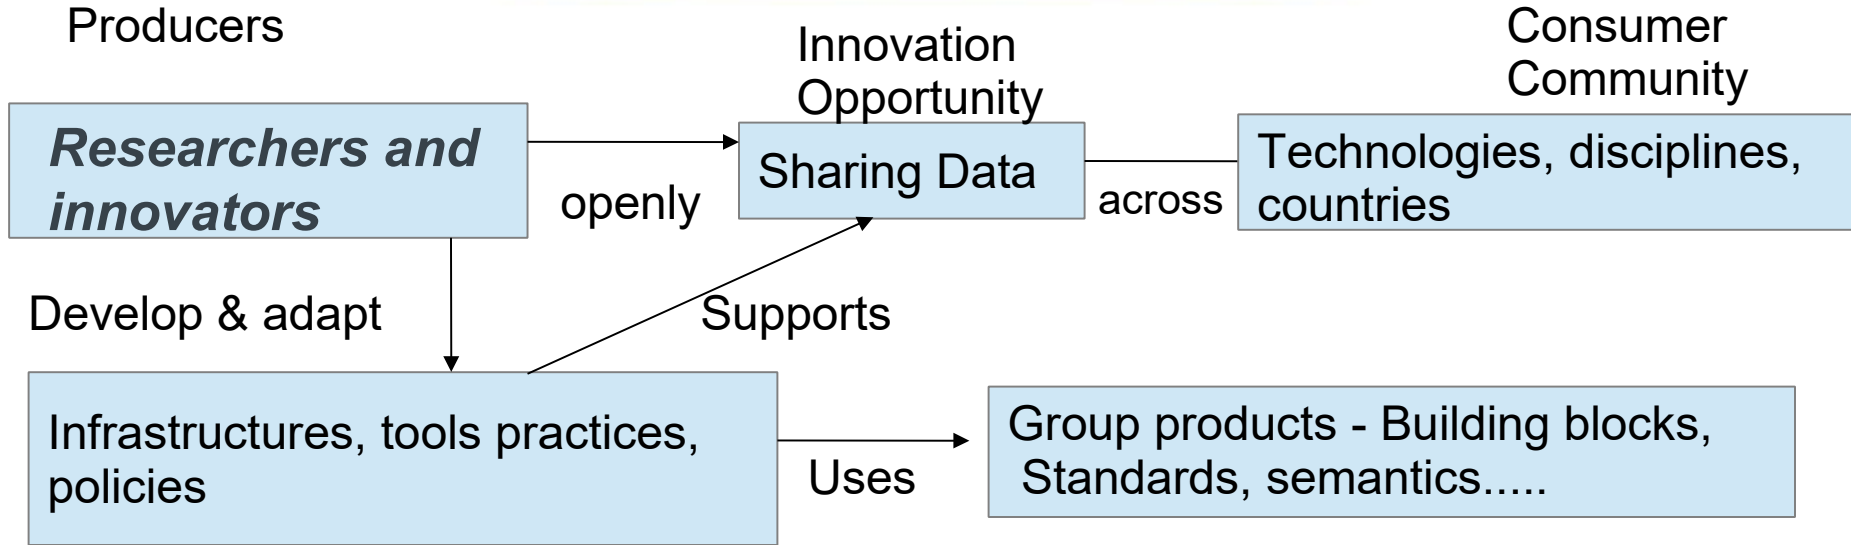 Producers
Innovation
Opportunity
Consumer
Community
Researchers and
innovators
openly
Sharing Data
across
Technologies, disciplines,
countries
Develop & adapt
Supports
Infrastructures, tools practices,
policies
Uses
Group products - Building blocks,
Standards, semantics.....